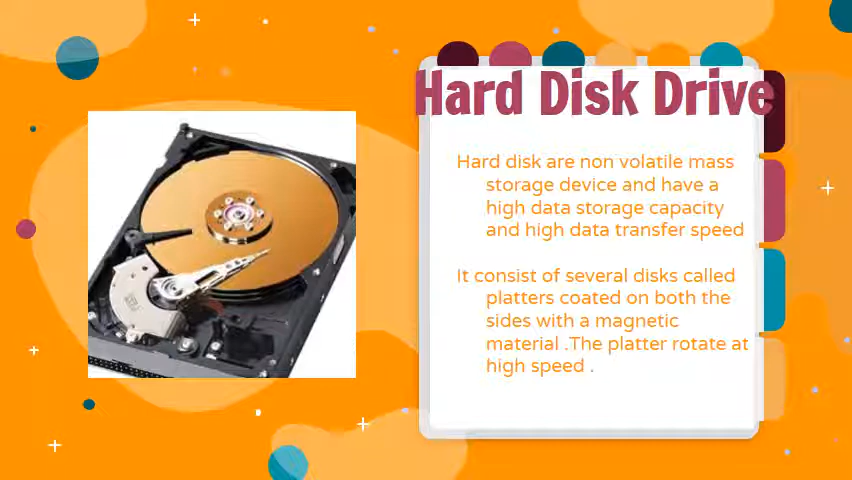 Hard Disk Drive
Hard disk are non volatile mass
storage device and have a
high data storage capacity
and high data transfer speed
It consist of several disks called
platters coated on both the
sides with a magnetic
material .The platter rotate at
high speed .